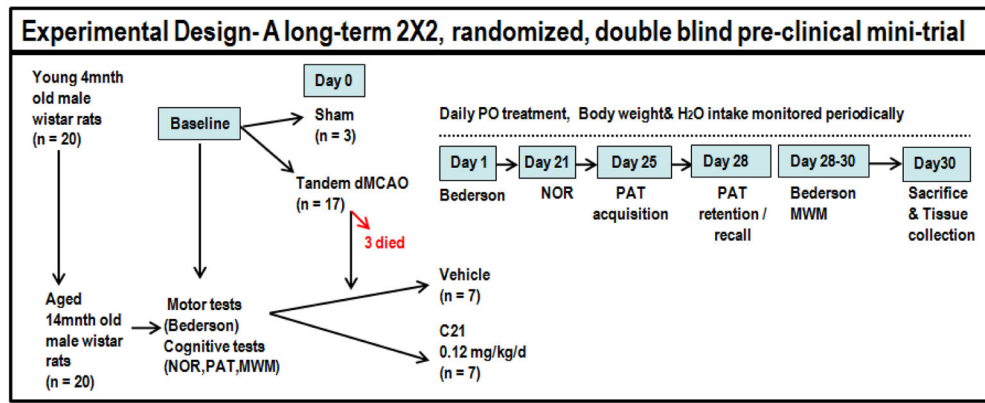 Experimental Design- A long-term 2X2, randomized, double blind pre-clinical mini-trial
Young 4mnth
old male
wistar rats
(n = 20)
Aged
14mnth old
male wistar
rats
(n = 20)
Baseline
Motor tests
(Bederson)
Cognitive tests
(NOR,PAT,MWM)
Day 0
Sham
(n = 3)
Tandem dMCAO
(n = 17)
3 died
Vehicle
(n = 7)
C21
0.12 mg/kg/d
(n = 7)
Daily PO treatment, Body weight& H2O intake monitored periodically
Day 1
Bederson
Day 21
NOR
Day 25
PAT
acquisition
Day 28
PAT
retention /
recall
Day 28-30
Bederson
MWM
Day30
Sacrifice
& Tissue
collection